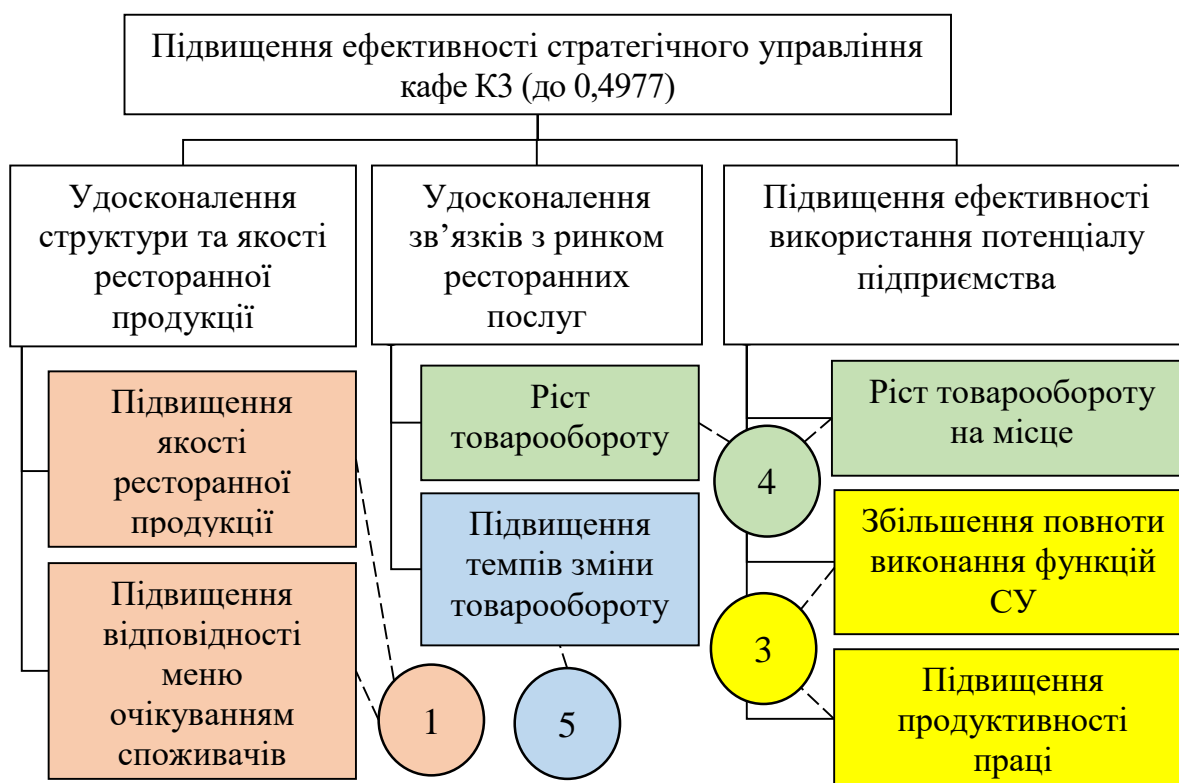 Підвищення ефективності стратегічного управління
кафе К3 (до 0,4977)
Удосконалення
структури та якості
ресторанної
продукції
Удосконалення
зв’язків з ринком
ресторанних
послуг
Підвищення ефективності
використання потенціалу
підприємства
Підвищення
якості
ресторанної
продукції
Ріст
товарообороту
Ріст товарообороту
на місце
4
Підвищення
темпів зміни
товарообороту
Збільшення повноти
виконання функцій
СУ
Підвищення
відповідності
меню
очікуванням
споживачів
3
1
5
Підвищення
продуктивності
праці